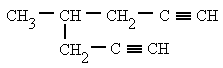 CH₃ — CH — CH₂ — C ≡ CH
CH₂ — C ≡ CH